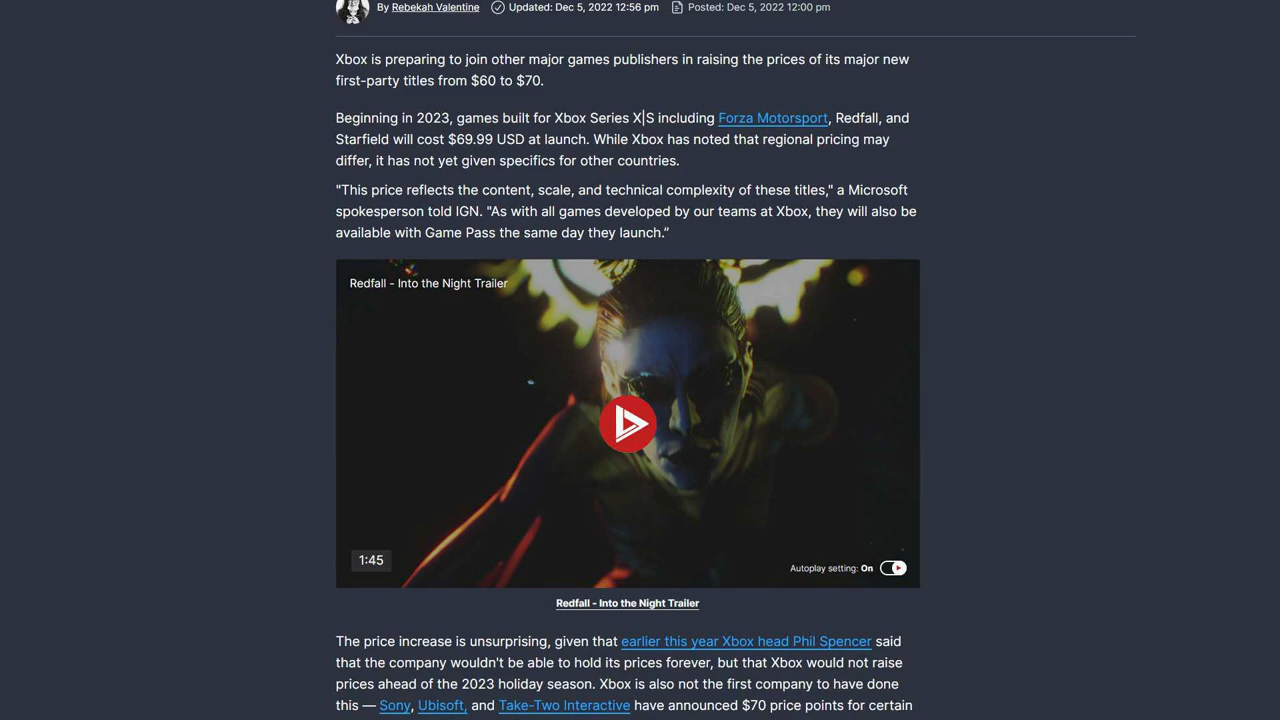 By Rebekah Valentine Updated: Dec 5, 2022 12:56 pm Posted: Dec 5, 2022 12:00 pm
Xbox is preparing to join other major games publishers in raising the prices of its major new
first-party titles from $60 to $70.
Beginning in 2023, games built for Xbox Series X|S including Forza Motorsport, Redfall, and
Starfield will cost $69.99 USD at launch. While Xbox has noted that regional pricing may
differ, it has not yet given specifics for other countries.
"This price reflects the content, scale, and technical complexity of these titles," a Microsoft
spokesperson told IGN. "As with all games developed by our teams at Xbox, they will also be
available with Game Pass the same day they launch.”
Redfall - Into the Night Trailer
1:45
Autoplay setting: On
Redfall - Into the Night Trailer
The price increase is unsurprising, given that earlier this year Xbox head Phil Spencer said
that the company wouldn't be able to hold its prices forever, but that Xbox would not raise
prices ahead of the 2023 holiday season. Xbox is also not the first company to have done
this — Sony, Ubisoft, and Take-Two Interactive have announced $70 price points for certain